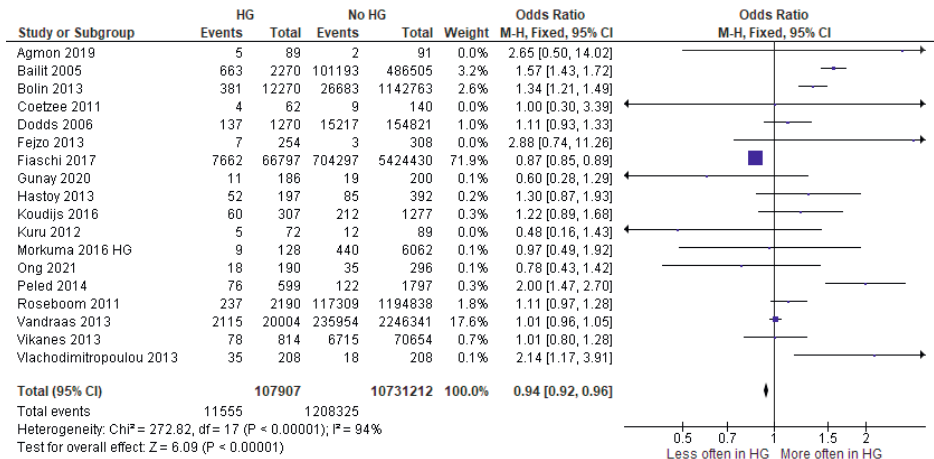 HG No HG Odds Ratio Odds Ratio
Study or Subgroup Events Total Events Total Weight M-H, Fixed, 95% CI M-H, Fixed, 95% CI
Agmon 2019 5 89 2 91 0.0% 2.65 [0.50, 14.02]
Bailit 2005 663 2270 101193 486505 3.2% 1.57 [1.43, 1.72]
Bolin 2013 381 12270 26683 1142763 2.6% 1.34 [1.21, 1.49]
Coetzee 2011 4 62 9 140 0.0% 1.00 [0.30, 3.39]
Dodds 2006 137 1270 15217 154821 1.0% 1.11 [0.93, 1.33]
Fejzo 2013 7 254 3 308 0.0% 2.88 [0.74, 11.26]
Fiaschi 2017 7662 66797 704297 5424430 71.9% 0.87 [0.85, 0.89]
Gunay 2020 11 186 19 200 0.1% 0.60 [0.28, 1.29]
Hastoy 2013 52 197 85 392 0.2% 1.30 [0.87, 1.93]
Koudijs 2016 60 307 212 1277 0.3% 1.22 [0.89, 1.68]
Kuru 2012 5 72 12 89 0.1% 0.48 [0.16, 1.43]
Morkuma 2016 HG 9 128 440 6062 0.1% 0.97 [0.49, 1.92]
Ong 2021 18 190 35 296 0.1% 0.78 [0.43, 1.42]
Peled 2014 76 599 122 1797 0.3% 2.00 [1.47, 2.70]
Roseboom 2011 237 2190 117309 1194838 1.8% 1.11 [0.97, 1.28]
Vandraas 2013 2115 20004 235954 2246341 17.6% 1.01 [0.96, 1.05]
Vikanes 2013 78 814 6715 70654 0.6% 1.01 [0.80, 1.28]
Vlachodimitropoulou 2013 35 208 18 208 0.1% 2.14 [1.17, 3.91]
Total (95% CI) 107907 10731212 100.0% 0.94 [0.92, 0.96]
Total events 11555 1208325
Heterogeneity: Chi² = 272.82, df = 17 (P < 0.00001); I² = 94%
Test for overall effect: Z = 6.09 (P < 0.00001)
0.5 0.7 1 1.5 2
Less often in HG More often in HG